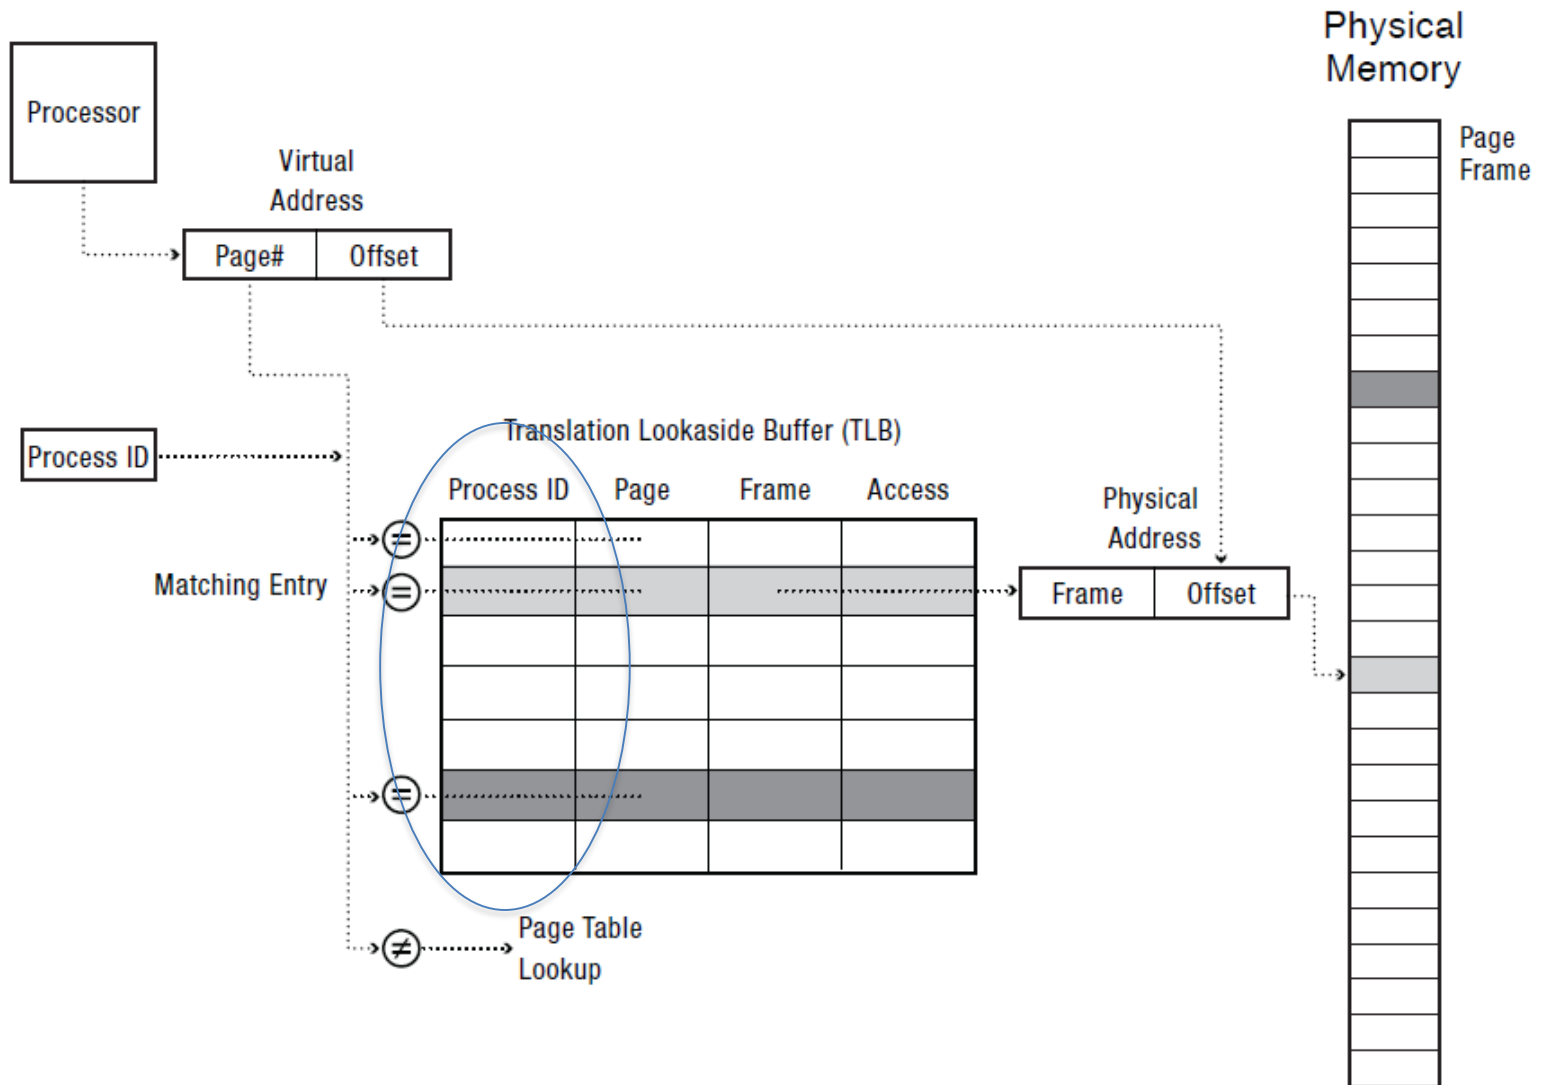 Physical
Memory
Processor
Page
Frame
Virtual
Address
Page#
Offset
Process ID
Translation Lookaside Buffer (TLB)
Process ID
Page
Frame
Access
Physical
Address
=
Matching Entry
=
Frame
Offset
=
≠
Page Table
Lookup